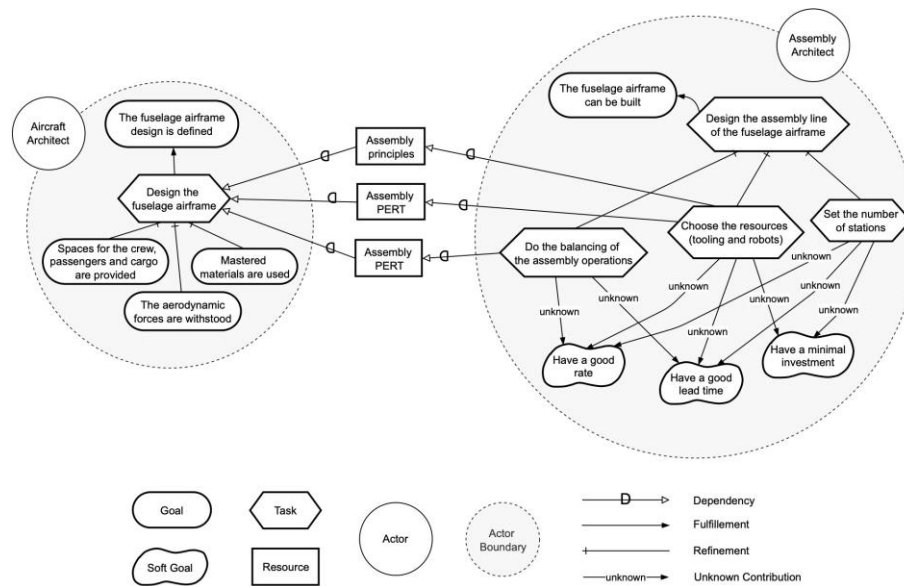 Assembly
Architect
Aircraft
Architect
The fuselage airframe
design is defined
The fuselage airframe
can be built
Design the assembly line
of the fuselage airframe
Assembly
principles
D
D
Design the
fuselage airframe
Assembly
PERT
D
D
Choose the resources
(tooling and robots)
Set the number
of stations
Spaces for the crew,
passengers and cargo
are provided
Mastered
materials are used
Assembly
PERT
D
D
Do the balancing of
the assembly operations
The aerodynamic
forces are withstood
unknown
unknown
unknown
unknown
unknown
unknown
unknown
unknown
Have a good
rate
Have a good
lead time
Have a minimal
investment
Goal
Task
Actor
Actor
Boundary
D
Dependency
Fulfillment
Soft Goal
Resource
Refinement
unknown
Unknown Contribution